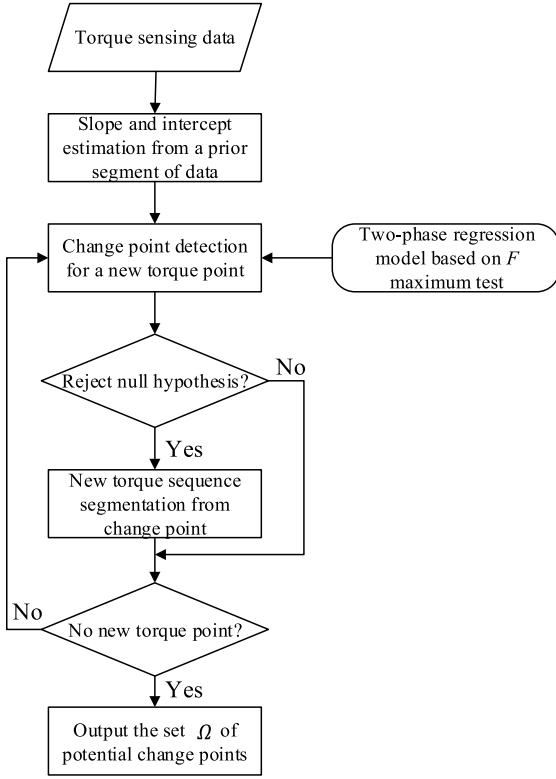 Torque sensing data
Slope and intercept
estimation from a prior
segment of data
Change point detection
for a new torque point
Two-phase regression
model based on F
maximum test
Reject null hypothesis?
No
Yes
New torque sequence
segmentation from
change point
No
No new torque point?
Yes
Output the set Ω of
potential change points